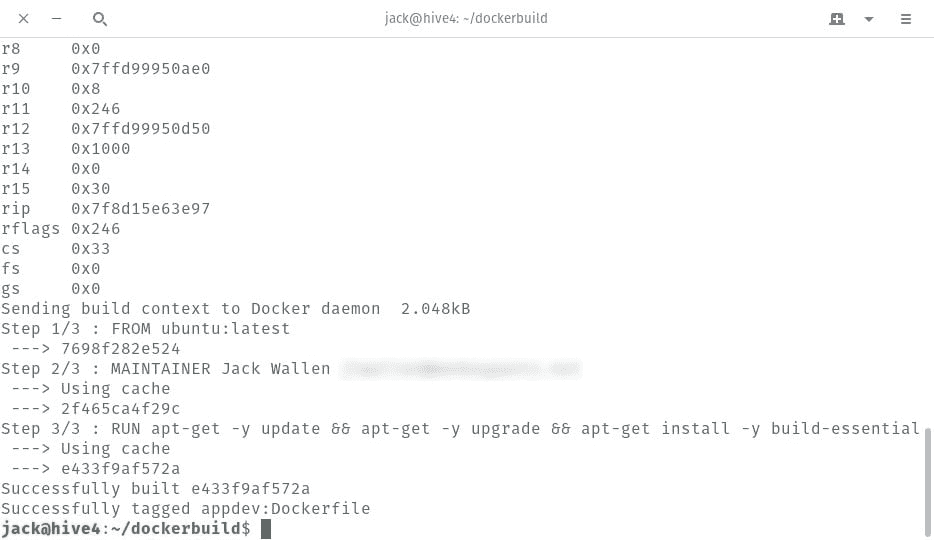 jack@hive4: ~/dockerbuild
r8     0x0
r9     0x7ffd99950ae0
r10    0x8
r11    0x246
r12    0x7ffd99950d50
r13    0x1000
r14    0x0
r15    0x30
rip    0x7f8d15e63e97
rflags 0x246
cs     0x33
fs     0x0
gs     0x0
Sending build context to Docker daemon  2.048kB
Step 1/3 : FROM ubuntu:latest
 ---> 7698f282e524
Step 2/3 : MAINTAINER Jack Wallen
 ---> Using cache
 ---> 2f465ca4f29c
Step 3/3 : RUN apt-get -y update && apt-get -y upgrade && apt-get install -y build-essential
 ---> Using cache
 ---> e433f9af572a
Successfully built e433f9af572a
Successfully tagged appdev:Dockerfile
jack@hive4:~/dockerbuild$